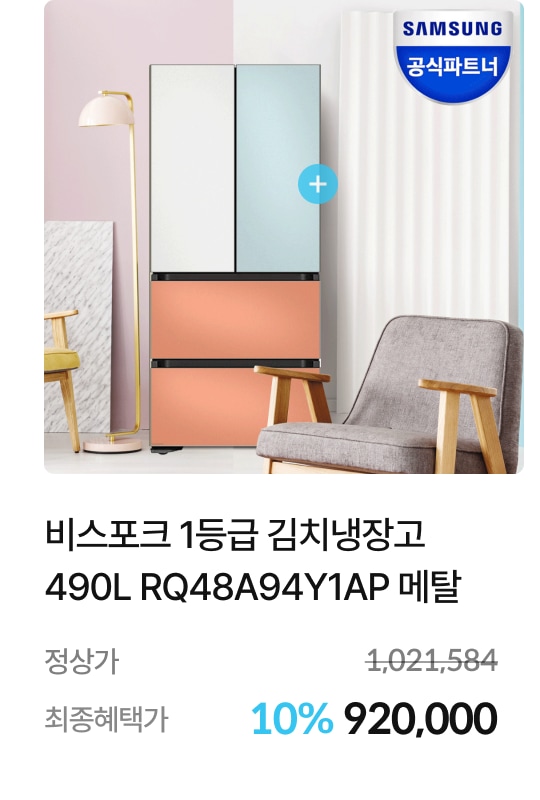 SAMSUNG
공식파트너
비스포크 1등급 김치냉장고
490L RQ48A94Y1AP 메탈
정상가 1,021,584
최종혜택가 10% 920,000